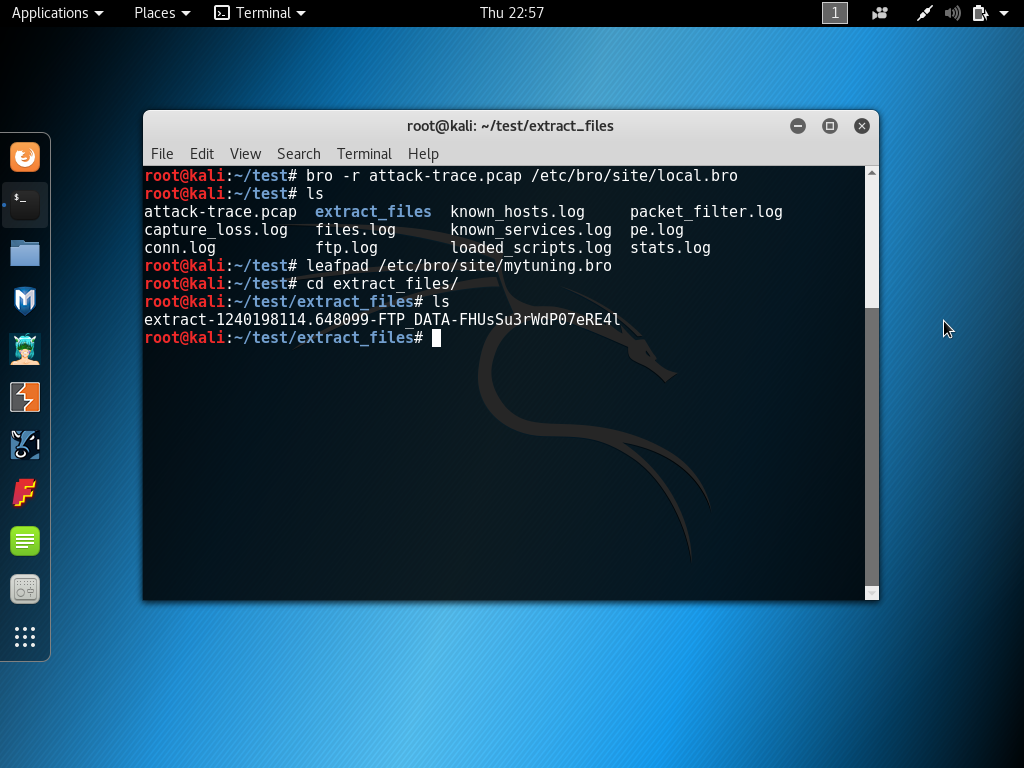 Applications Places Terminal Thu 22:57 1
root@kali: ~/test/extract_files
File Edit View Search Terminal Help
root@kali:~/test# bro -r attack-trace.pcap /etc/bro/site/local.bro
root@kali:~/test# ls
attack-trace.pcap  extract_files  known_hosts.log     packet_filter.log
capture_loss.log   files.log      known_services.log  pe.log
conn.log           ftp.log        loaded_scripts.log  stats.log
root@kali:~/test# leafpad /etc/bro/site/mytuning.bro
root@kali:~/test# cd extract_files/
root@kali:~/test/extract_files# ls
extract-1240198114.648099-FTP_DATA-FHUsSu3rWdP07eRE4l
root@kali:~/test/extract_files#